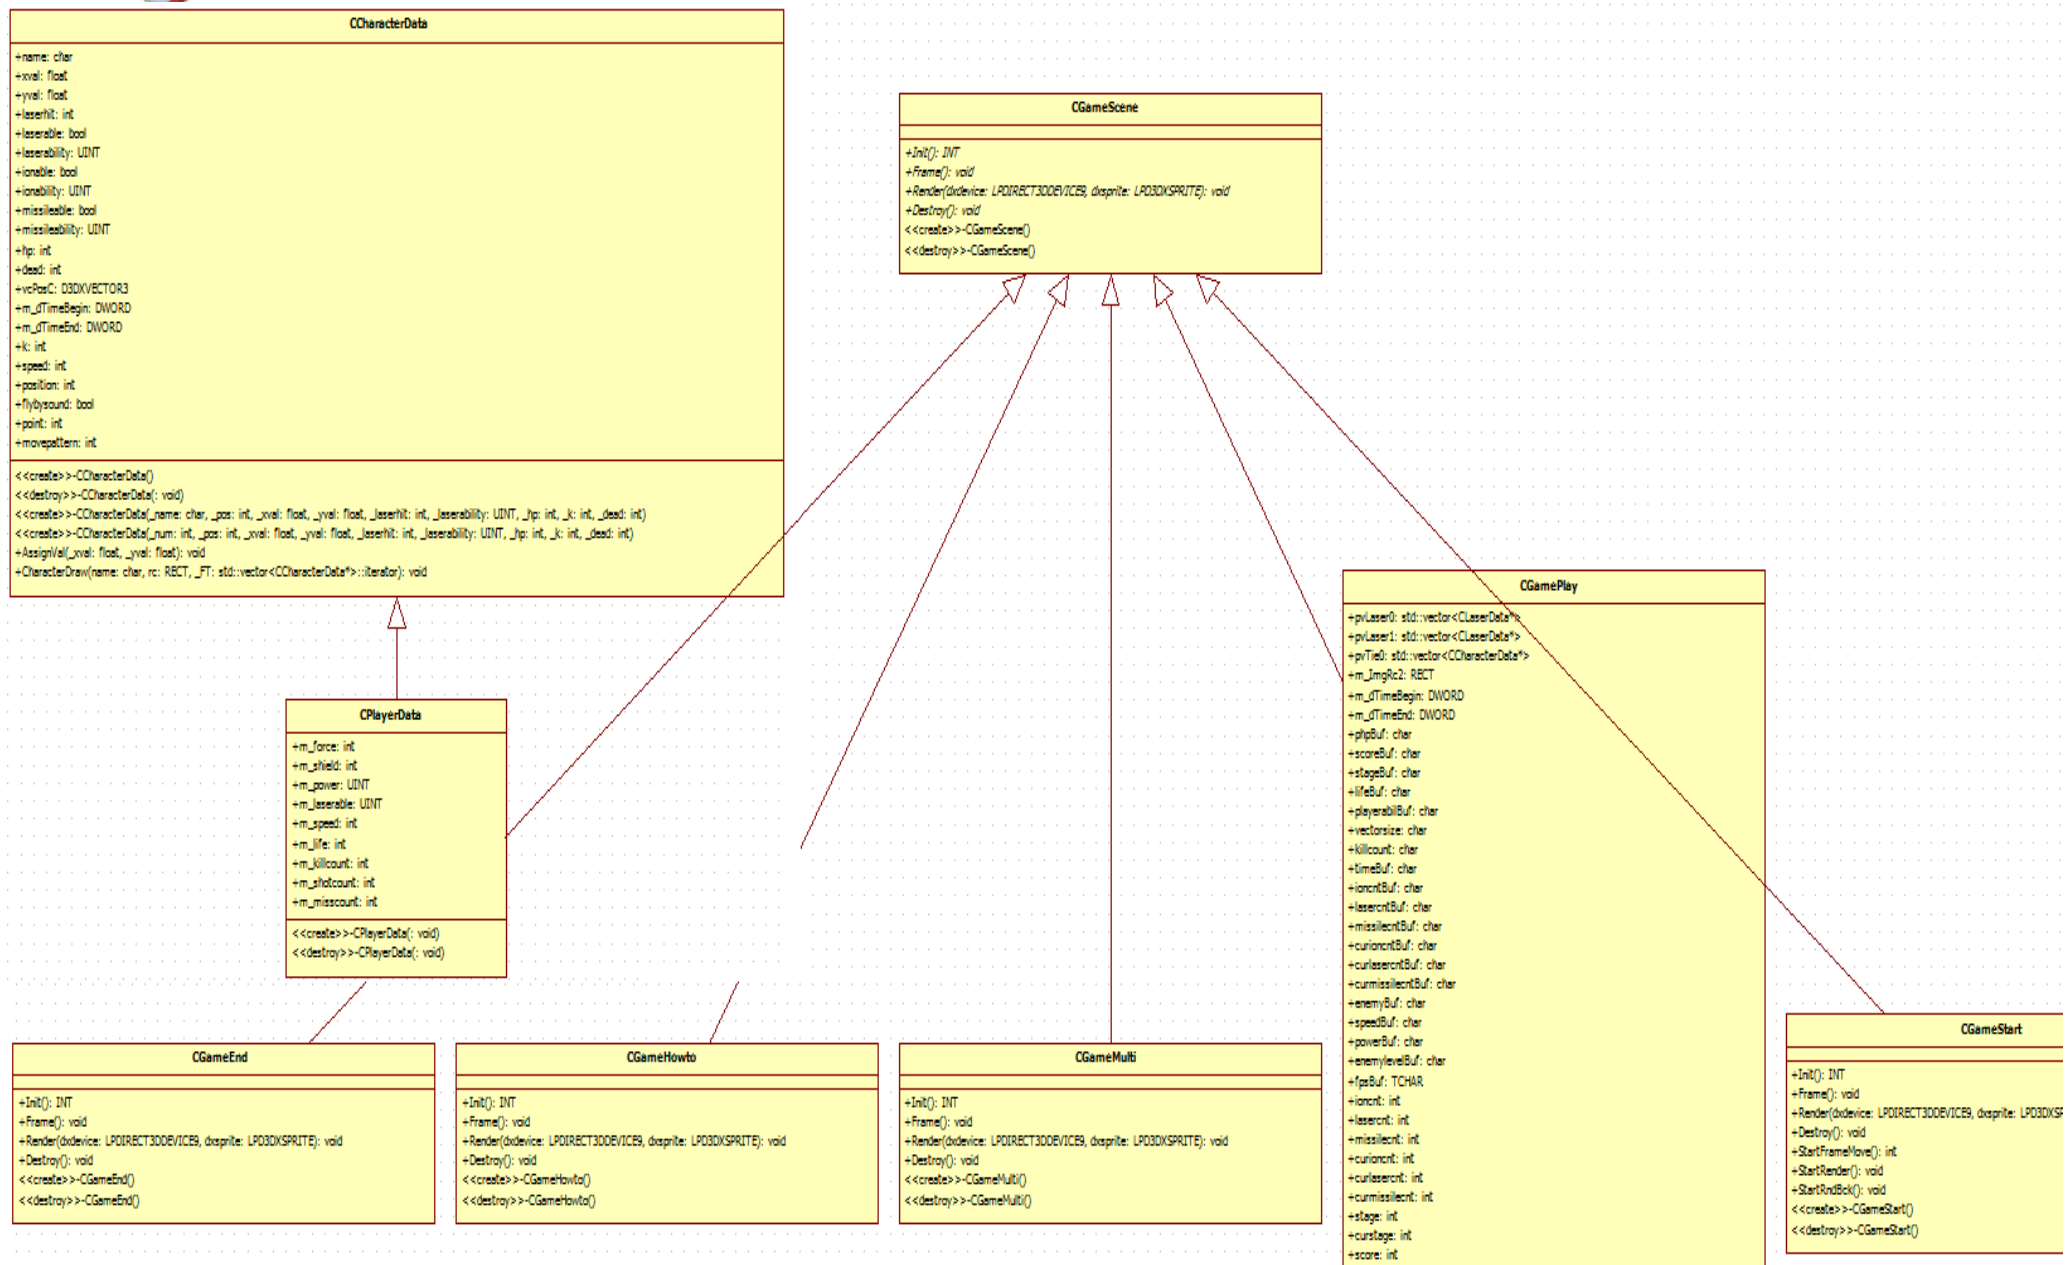 CCharacterData
+name: char
+xval: float
+yval: float
+laserhit: int
+laserable: bool
+laserability: UINT
+ionable: bool
+ionability: UINT
+missileable: bool
+missileability: UINT
+hp: int
+dead: int
+vcPosC: D3DXVECTOR3
+m_dTimeBegin: DWORD
+m_dTimeEnd: DWORD
+k: int
+speed: int
+position: int
+flybysound: bool
+point: int
+movepattern: int
<<create>>-CCharacterData()
<<destroy>>-CCharacterData(: void)
<<create>>-CCharacterData(_name: char, _pos: int, _xval: float, _yval: float, _laserhit: int, _laserability: UINT, _hp: int, _k: int, _dead: int)
<<create>>-CCharacterData(_num: int, _pos: int, _xval: float, _yval: float, _laserhit: int, _laserability: UINT, _hp: int, _k: int, _dead: int)
+AssignVal(_xval: float, _yval: float): void
+CharacterDraw(name: char, rc: RECT, _FT: std::vector<CCharacterData*>::iterator): void
CGameScene
+Init(): INT
+Frame(): void
+Render(dxdevice: LPDIRECT3DDEVICE9, dxsprite: LPD3DXSPRITE): void
+Destroy(): void
<<create>>-CGameScene()
<<destroy>>-CGameScene()
CPlayerData
+m_force: int
+m_shield: int
+m_power: UINT
+m_laserable: UINT
+m_speed: int
+m_life: int
+m_killcount: int
+m_shotcount: int
+m_misscount: int
<<create>>-CPlayerData(: void)
<<destroy>>-CPlayerData(: void)
CGamePlay
+pvLaser0: std::vector<CLaserData*>
+pvLaser1: std::vector<CLaserData*>
+pvTie0: std::vector<CCharacterData*>
+m_ImgRc2: RECT
+m_dTimeBegin: DWORD
+m_dTimeEnd: DWORD
+phpBuf: char
+scoreBuf: char
+stageBuf: char
+lifeBuf: char
+playerabilBuf: char
+vectorsize: char
+killcount: char
+timeBuf: char
+ioncntBuf: char
+lasercntBuf: char
+missilecntBuf: char
+curioncntBuf: char
+curlasercntBuf: char
+curmissilecntBuf: char
+enemyBuf: char
+speedBuf: char
+powerBuf: char
+enemylevelBuf: char
+fpsBuf: TCHAR
+ioncnt: int
+lasercnt: int
+missilecnt: int
+curioncnt: int
+curlasercnt: int
+curmissilecnt: int
+stage: int
+curstage: int
+score: int
CGameEnd
+Init(): INT
+Frame(): void
+Render(dxdevice: LPDIRECT3DDEVICE9, dxsprite: LPD3DXSPRITE): void
+Destroy(): void
<<create>>-CGameEnd()
<<destroy>>-CGameEnd()
CGameHowto
+Init(): INT
+Frame(): void
+Render(dxdevice: LPDIRECT3DDEVICE9, dxsprite: LPD3DXSPRITE): void
+Destroy(): void
<<create>>-CGameHowto()
<<destroy>>-CGameHowto()
CGameMulti
+Init(): INT
+Frame(): void
+Render(dxdevice: LPDIRECT3DDEVICE9, dxsprite: LPD3DXSPRITE): void
+Destroy(): void
<<create>>-CGameMulti()
<<destroy>>-CGameMulti()
CGameStart
+Init(): INT
+Frame(): void
+Render(dxdevice: LPDIRECT3DDEVICE9, dxsprite:
+Destroy(): void
+StartFrameMove(): int
+StartRender(): void
+StartRndBck(): void
<<create>>-CGameStart()
<<destroy>>-CGameStart()